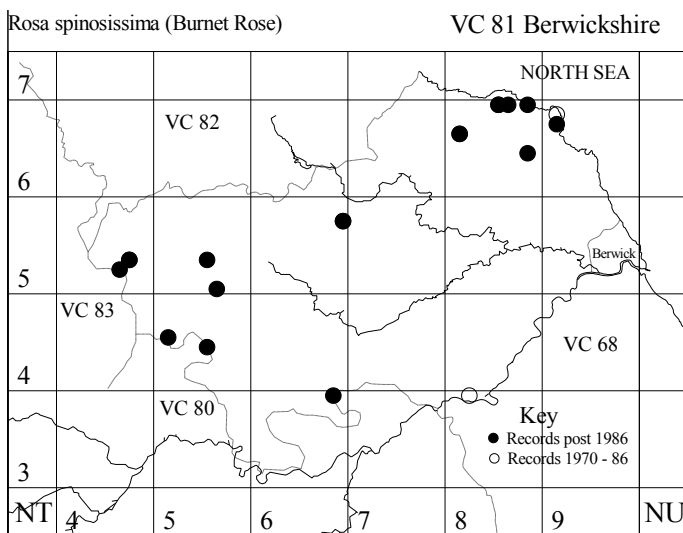 Rosa spinosissima (Burnet Rose)
VC 81 Berwickshire
NORTH SEA
7
VC 82
6
Berwick
5
VC 83
VC 68
4
VC 80
Key
Records post 1986
Records 1970 - 86
3
NT 4 5 6 7 8 9 NU